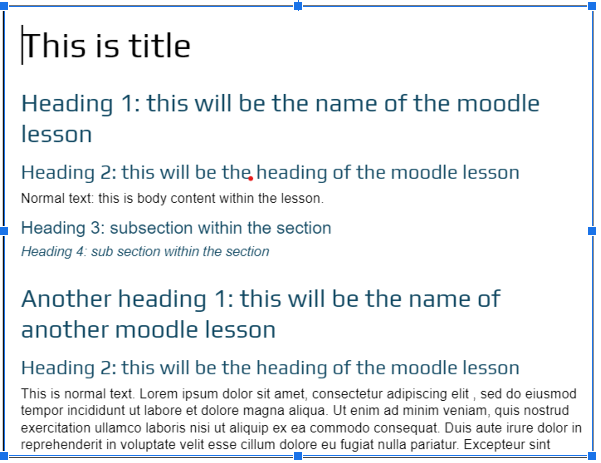 This is title
Heading 1: this will be the name of the moodle
lesson
Heading 2: this will be the heading of the moodle lesson
Normal text: this is body content within the lesson.
Heading 3: subsection within the section
Heading 4: sub section within the section
Another heading 1: this will be the name of
another moodle lesson
Heading 2: this will be the heading of the moodle lesson
This is normal text. Lorem ipsum dolor sit amet, consectetur adipiscing elit , sed do eiusmod
tempor incididunt ut labore et dolore magna aliqua. Ut enim ad minim veniam, quis nostrud
exercitation ullamco laboris nisi ut aliquip ex ea commodo consequat. Duis aute irure dolor in
reprehenderit in voluptate velit esse cillum dolore eu fugiat nulla pariatur. Excepteur sint